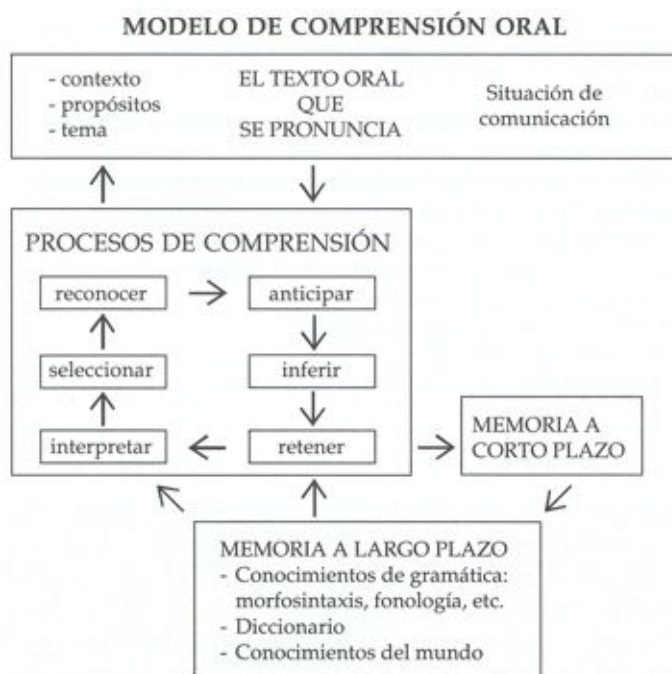 MODELO DE COMPRENSIÓN ORAL
- contexto
- propósitos
- tema
EL TEXTO ORAL
QUE
SE PRONUNCIA
Situación de
comunicación
PROCESOS DE COMPRENSIÓN
reconocer
anticipar
seleccionar
inferir
interpretar
retener
MEMORIA A
CORTO PLAZO
MEMORIA A LARGO PLAZO
- Conocimientos de gramática:
morfosintaxis, fonología, etc.
- Diccionario
- Conocimientos del mundo